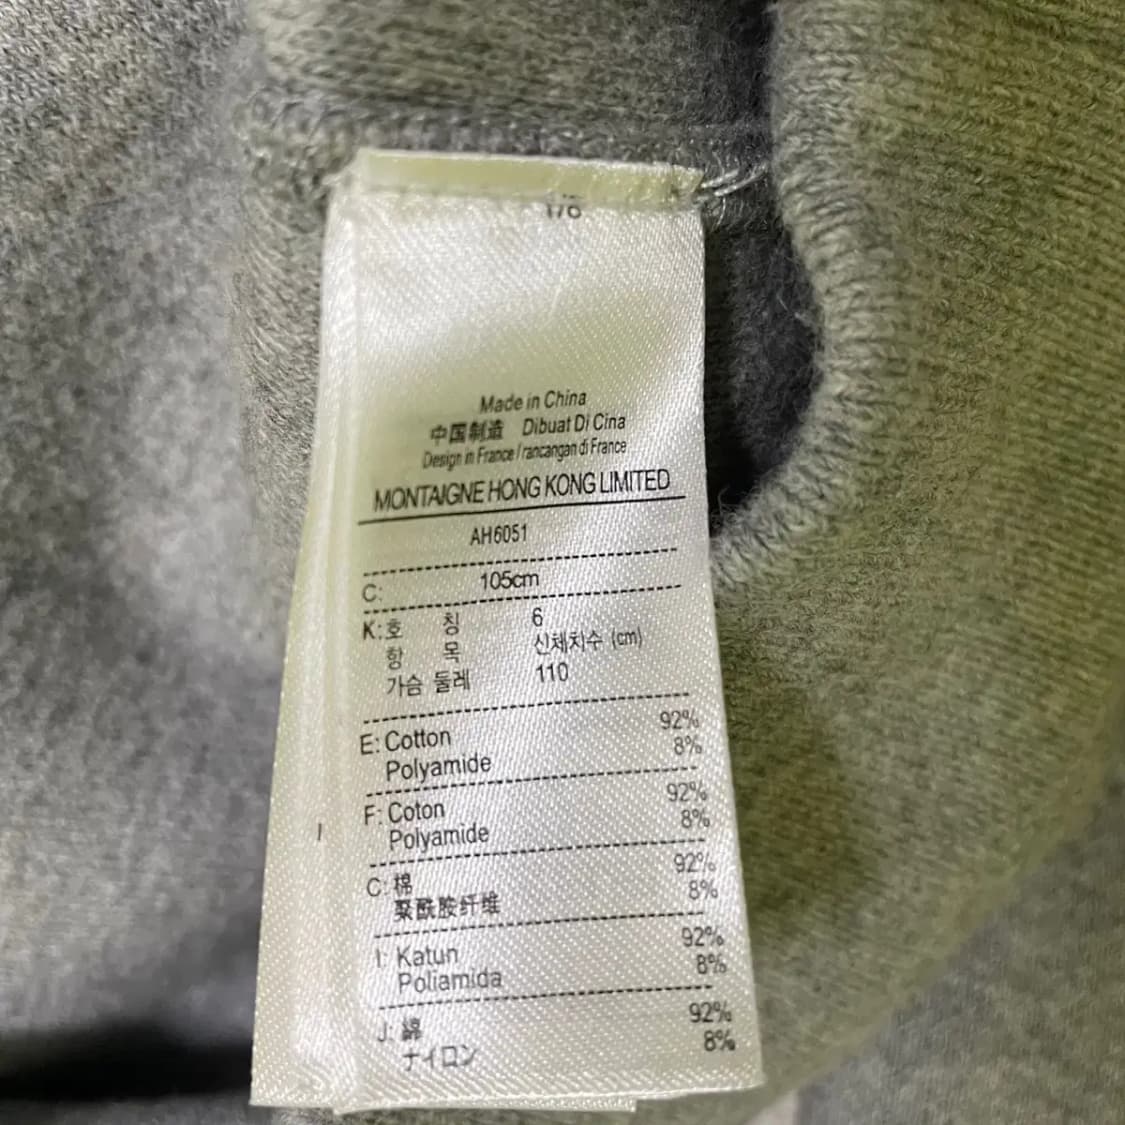 Made in China
中国制造 Dibuat Di Cina
Design in France / rancangan di France
MONTAIGNE HONG KONG LIMITED
AH6051
C: 105cm
K: 호 칭 6
항 목 신체치수 (cm)
가슴 둘레 110
E: Cotton 92%
Polyamide 8%
F: Coton 92%
Polyamide 8%
C: 棉 92%
聚酰胺纤维 8%
I: Katun 92%
Poliamida 8%
J: 綿 92%
ナイロン 8%